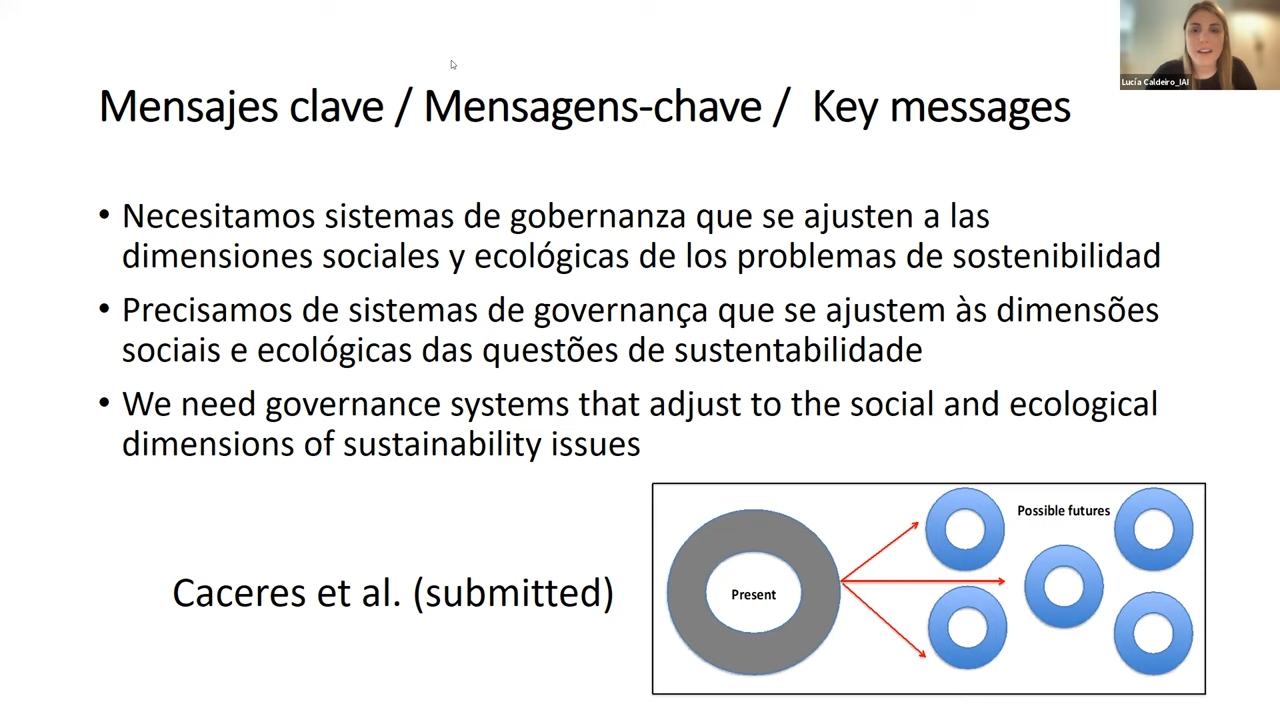 Lucía Caldeiro_IAI
Mensajes clave / Mensagens-chave / Key messages
• Necesitamos sistemas de gobernanza que se ajusten a las
dimensiones sociales y ecológicas de los problemas de sostenibilidad
• Precisamos de sistemas de governança que se ajustem às dimensões
sociais e ecológicas das questões de sustentabilidade
• We need governance systems that adjust to the social and ecological
dimensions of sustainability issues
Caceres et al. (submitted)
Present
Possible futures